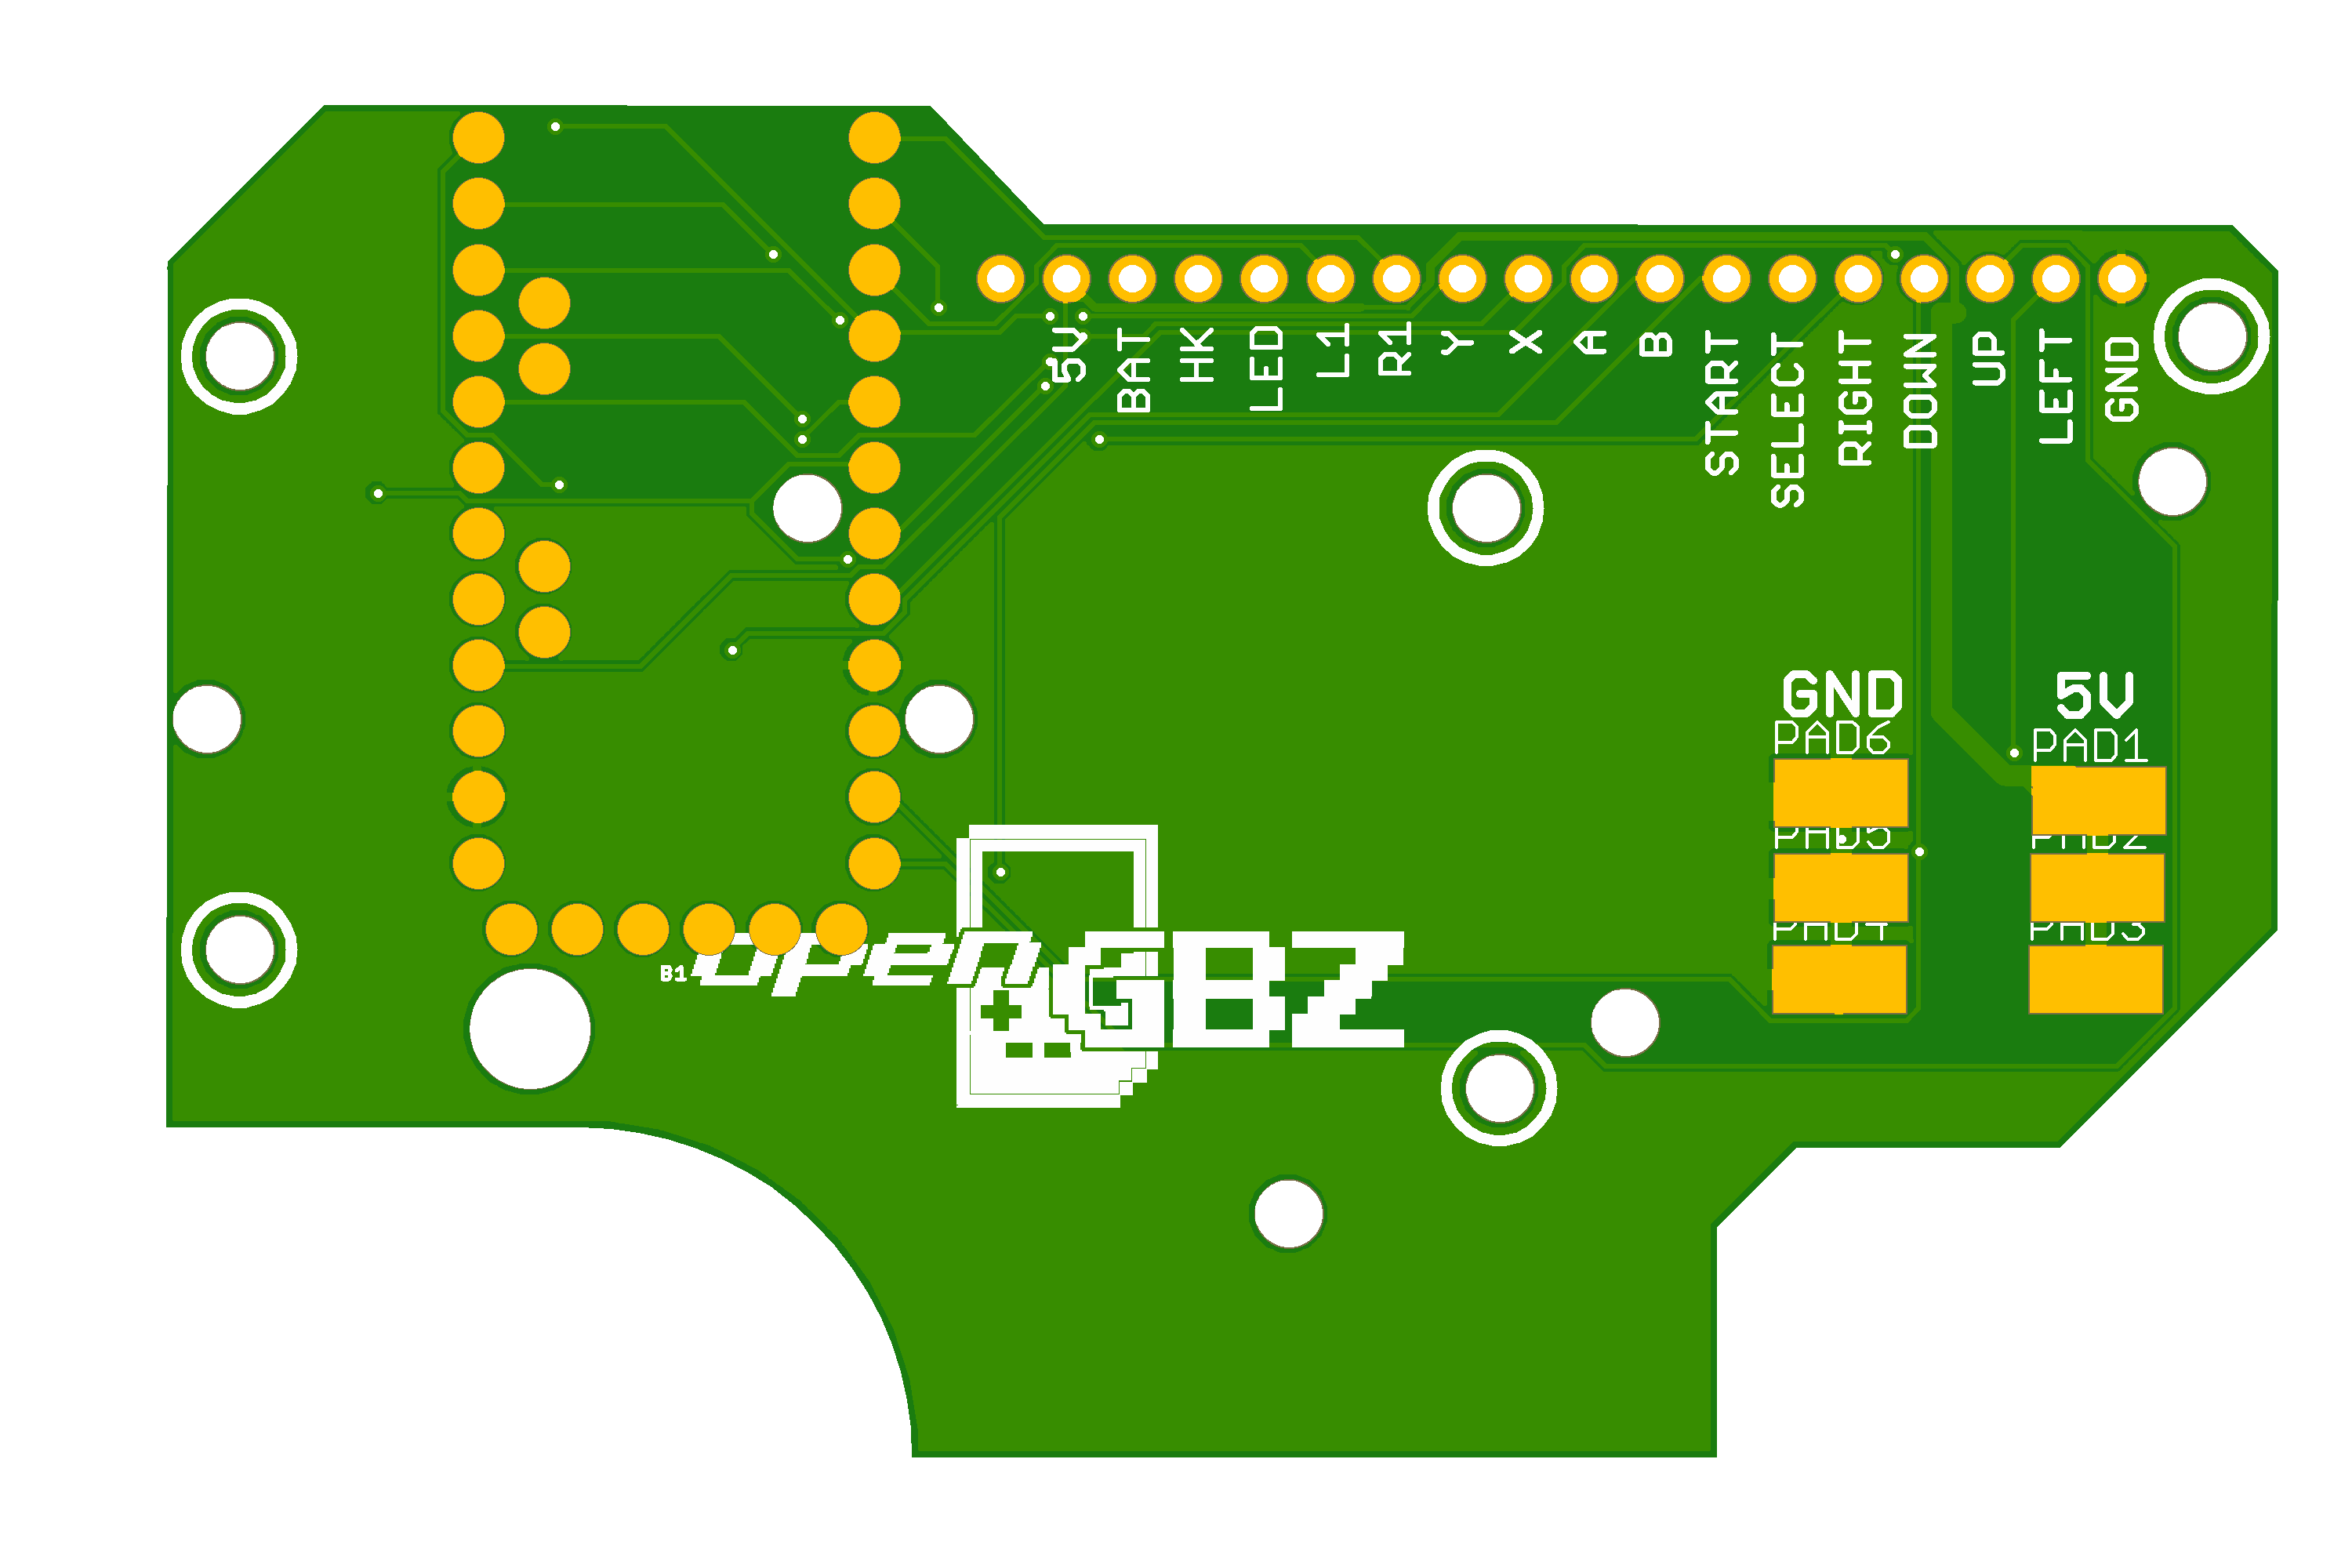 5V
BAT
HK
LED
L1
R1
Y
X
A
B
START
SELECT
RIGHT
DOWN
UP
LEFT
GND
GND
5V
PAD6
PAD1
PAD5
PAD2
PAD4
PAD3
B1
openGBZ